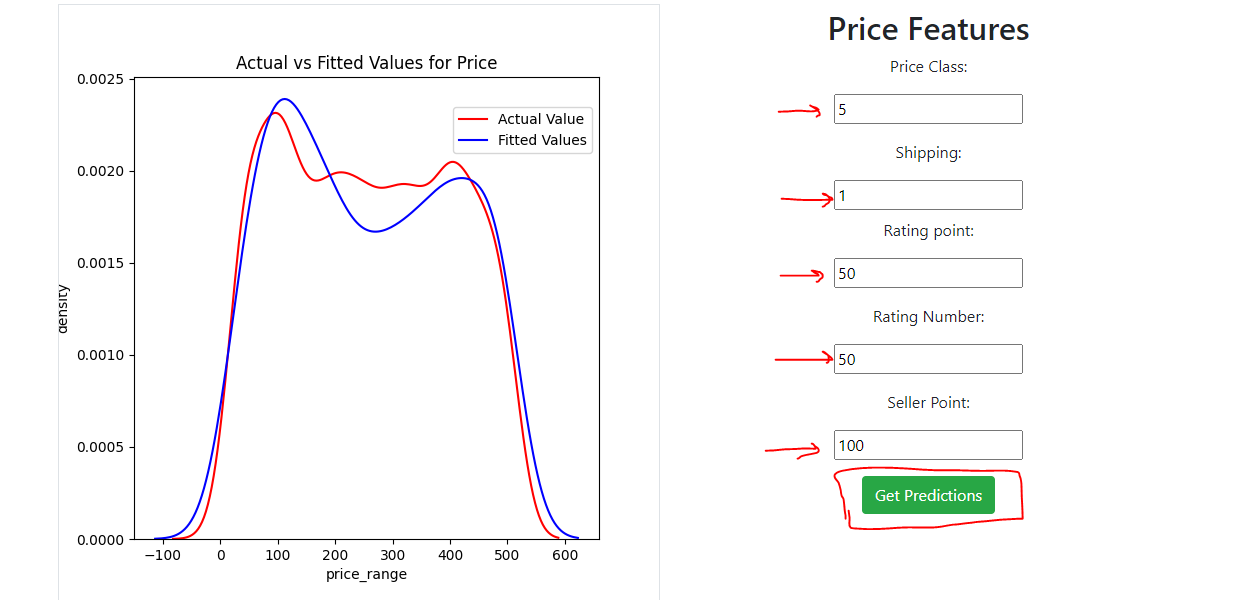 Actual vs Fitted Values for Price
0.0025
0.0020
0.0015
0.0010
0.0005
0.0000
density
Actual Value
Fitted Values
−100 0 100 200 300 400 500 600
price_range
Price Features
Price Class:
5
Shipping:
1
Rating point:
50
Rating Number:
50
Seller Point:
100
Get Predictions